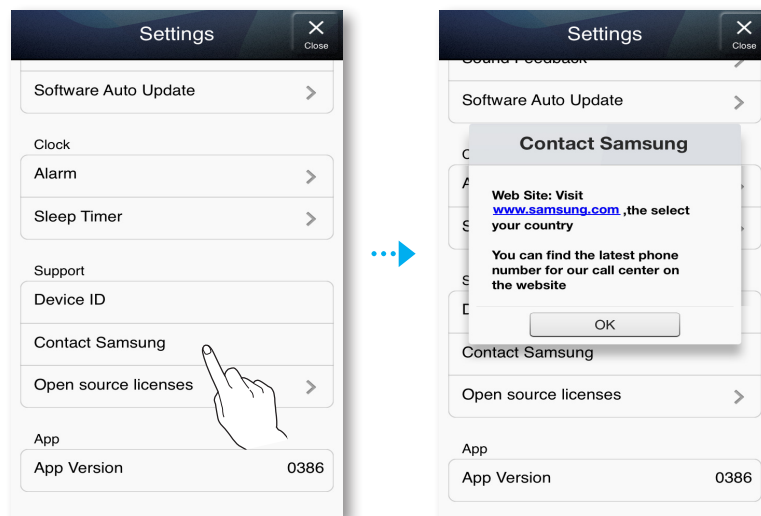 Settings
Close
Software Auto Update
Clock
Alarm
Sleep Timer
Support
Device ID
Contact Samsung
Open source licenses
App
App Version 0386
Settings
Close
Sound Feedback
Software Auto Update
C
Contact Samsung
A
Web Site: Visit
www.samsung.com ,the select
S
your country
You can find the latest phone
number for our call center on
S
the website
D
OK
Contact Samsung
Open source licenses
App
App Version 0386